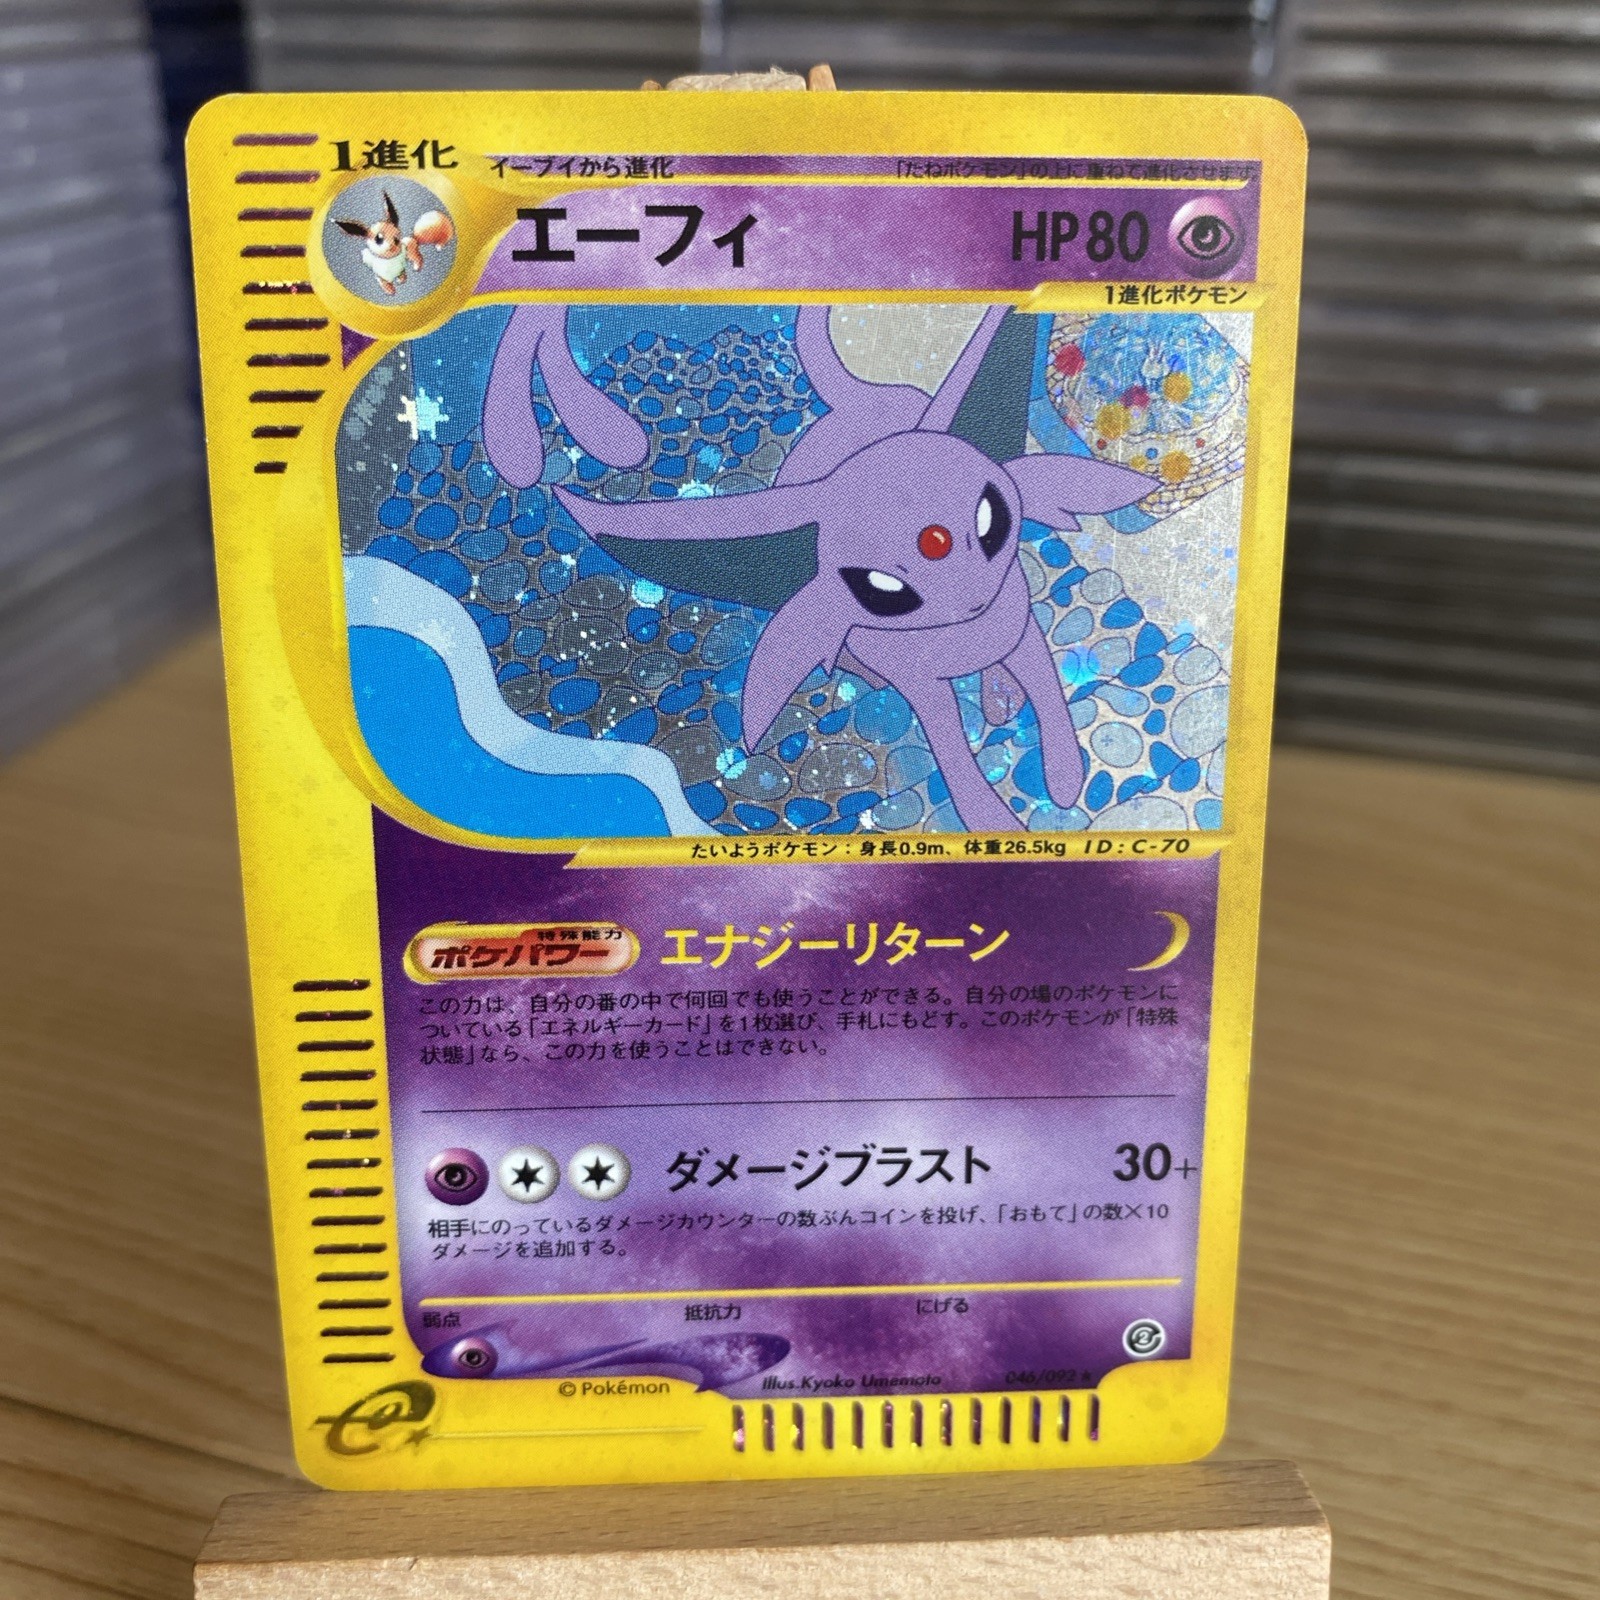 1進化
イーブイから進化
「たねポケモン」の上に重ねて進化させます
エーフィ
HP80
1進化ポケモン
たいようポケモン：身長0.9m、体重26.5kg ID：C-70
特殊能力
ポケパワー
エナジーリターン
この力は、自分の番の中で何回でも使うことができる。自分の場のポケモンに
ついている「エネルギーカード」を1枚選び、手札にもどす。このポケモンが「特殊
状態」なら、この力を使うことはできない。
ダメージブラスト
30+
相手にのっているダメージカウンターの数ぶんコインを投げ、「おもて」の数×10
ダメージを追加する。
弱点
抵抗力
にげる
2
©Pokémon
Illus.Kyoko Umemoto
046/092★
e